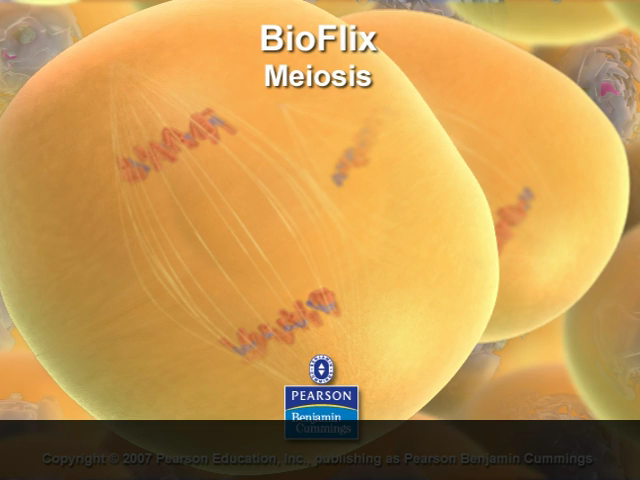 BioFlix
Meiosis
PEARSON
Benjamin
Cummings
Copyright © 2007 Pearson Education, Inc., publishing as Pearson Benjamin Cummings